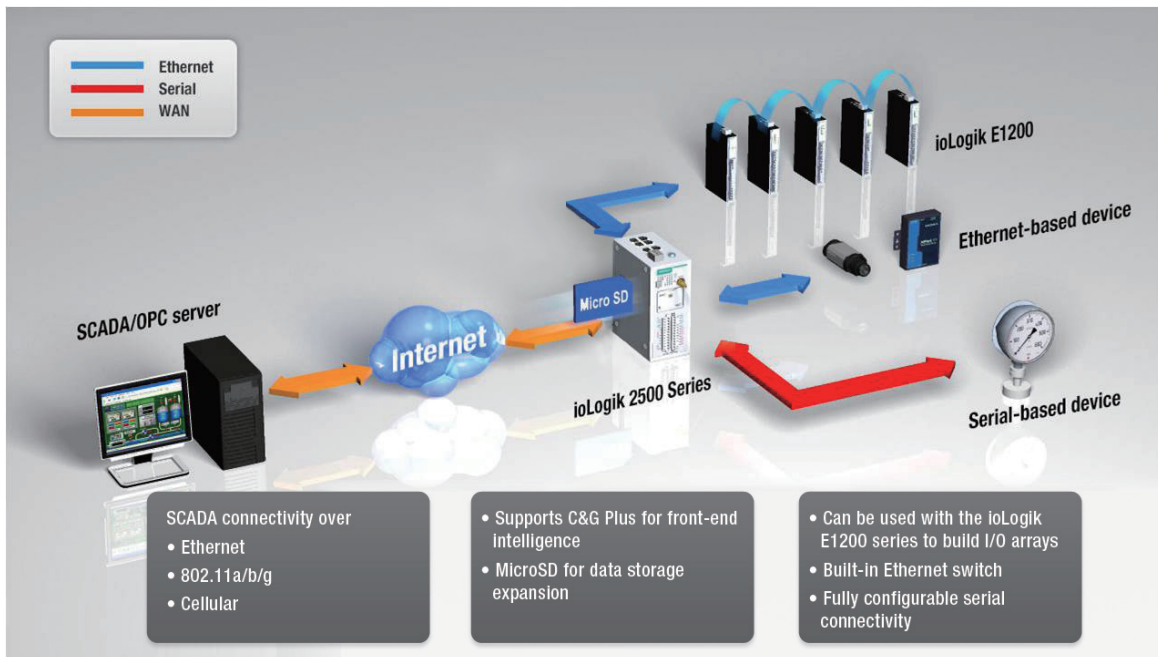 Ethernet
Serial
WAN
ioLogik E1200
Ethernet-based device
SCADA/OPC server
Micro SD
Internet
ioLogik 2500 Series
Serial-based device
SCADA connectivity over
• Ethernet
• 802.11a/b/g
• Cellular
• Supports C&G Plus for front-end
intelligence
• MicroSD for data storage
expansion
• Can be used with the ioLogik
E1200 series to build I/O arrays
• Built-in Ethernet switch
• Fully configurable serial
connectivity